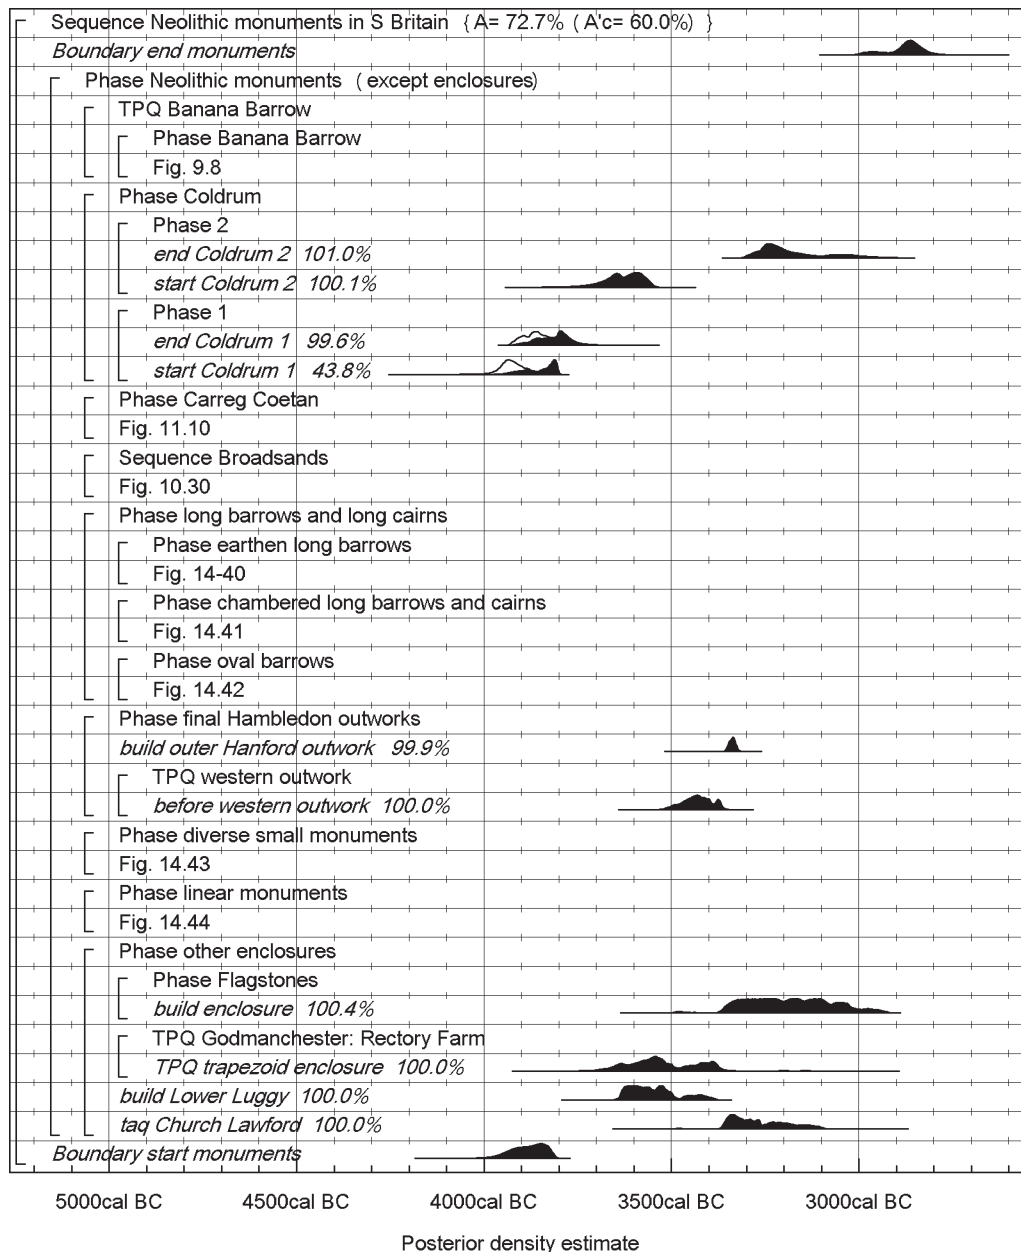 Sequence Neolithic monuments in S Britain { A= 72.7% ( A'c= 60.0% ) }
Boundary end monuments
Phase Neolithic monuments ( except enclosures)
TPQ Banana Barrow
Phase Banana Barrow
Fig. 9.8
Phase Coldrum
Phase 2
end Coldrum 2 101.0%
start Coldrum 2 100.1%
Phase 1
end Coldrum 1 99.6%
start Coldrum 1 43.8%
Phase Carreg Coetan
Fig. 11.10
Sequence Broadsands
Fig. 10.30
Phase long barrows and long cairns
Phase earthen long barrows
Fig. 14-40
Phase chambered long barrows and cairns
Fig. 14.41
Phase oval barrows
Fig. 14.42
Phase final Hambledon outworks
build outer Hanford outwork 99.9%
TPQ western outwork
before western outwork 100.0%
Phase diverse small monuments
Fig. 14.43
Phase linear monuments
Fig. 14.44
Phase other enclosures
Phase Flagstones
build enclosure 100.4%
TPQ Godmanchester: Rectory Farm
TPQ trapezoid enclosure 100.0%
build Lower Luggy 100.0%
taq Church Lawford 100.0%
Boundary start monuments
5000cal BC 4500cal BC 4000cal BC 3500cal BC 3000cal BC
Posterior density estimate